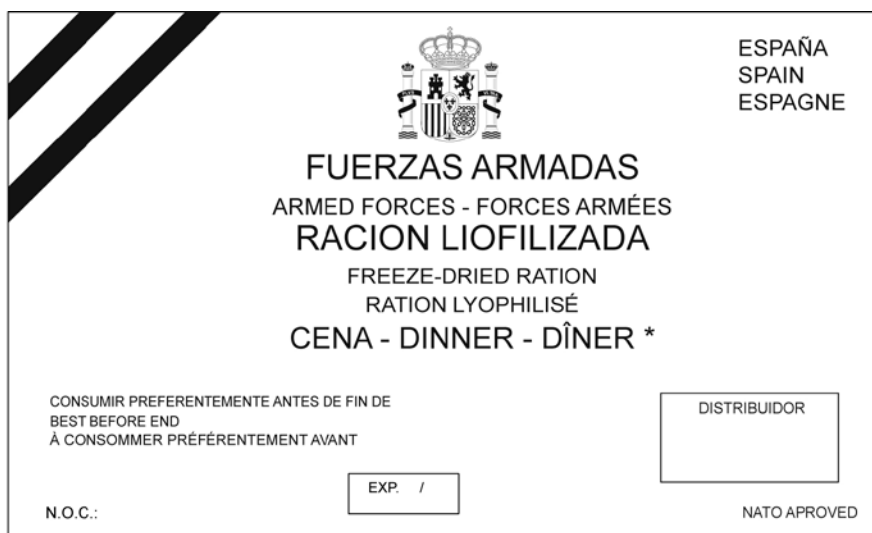 ESPAÑA
SPAIN
ESPAGNE
FUERZAS ARMADAS
ARMED FORCES - FORCES ARMÉES
RACION LIOFILIZADA
FREEZE-DRIED RATION
RATION LYOPHILISÉ
CENA - DINNER - DÎNER *
CONSUMIR PREFERENTEMENTE ANTES DE FIN DE
BEST BEFORE END
À CONSOMMER PRÉFÉRENTEMENT AVANT
DISTRIBUIDOR
EXP. /
N.O.C.:
NATO APROVED